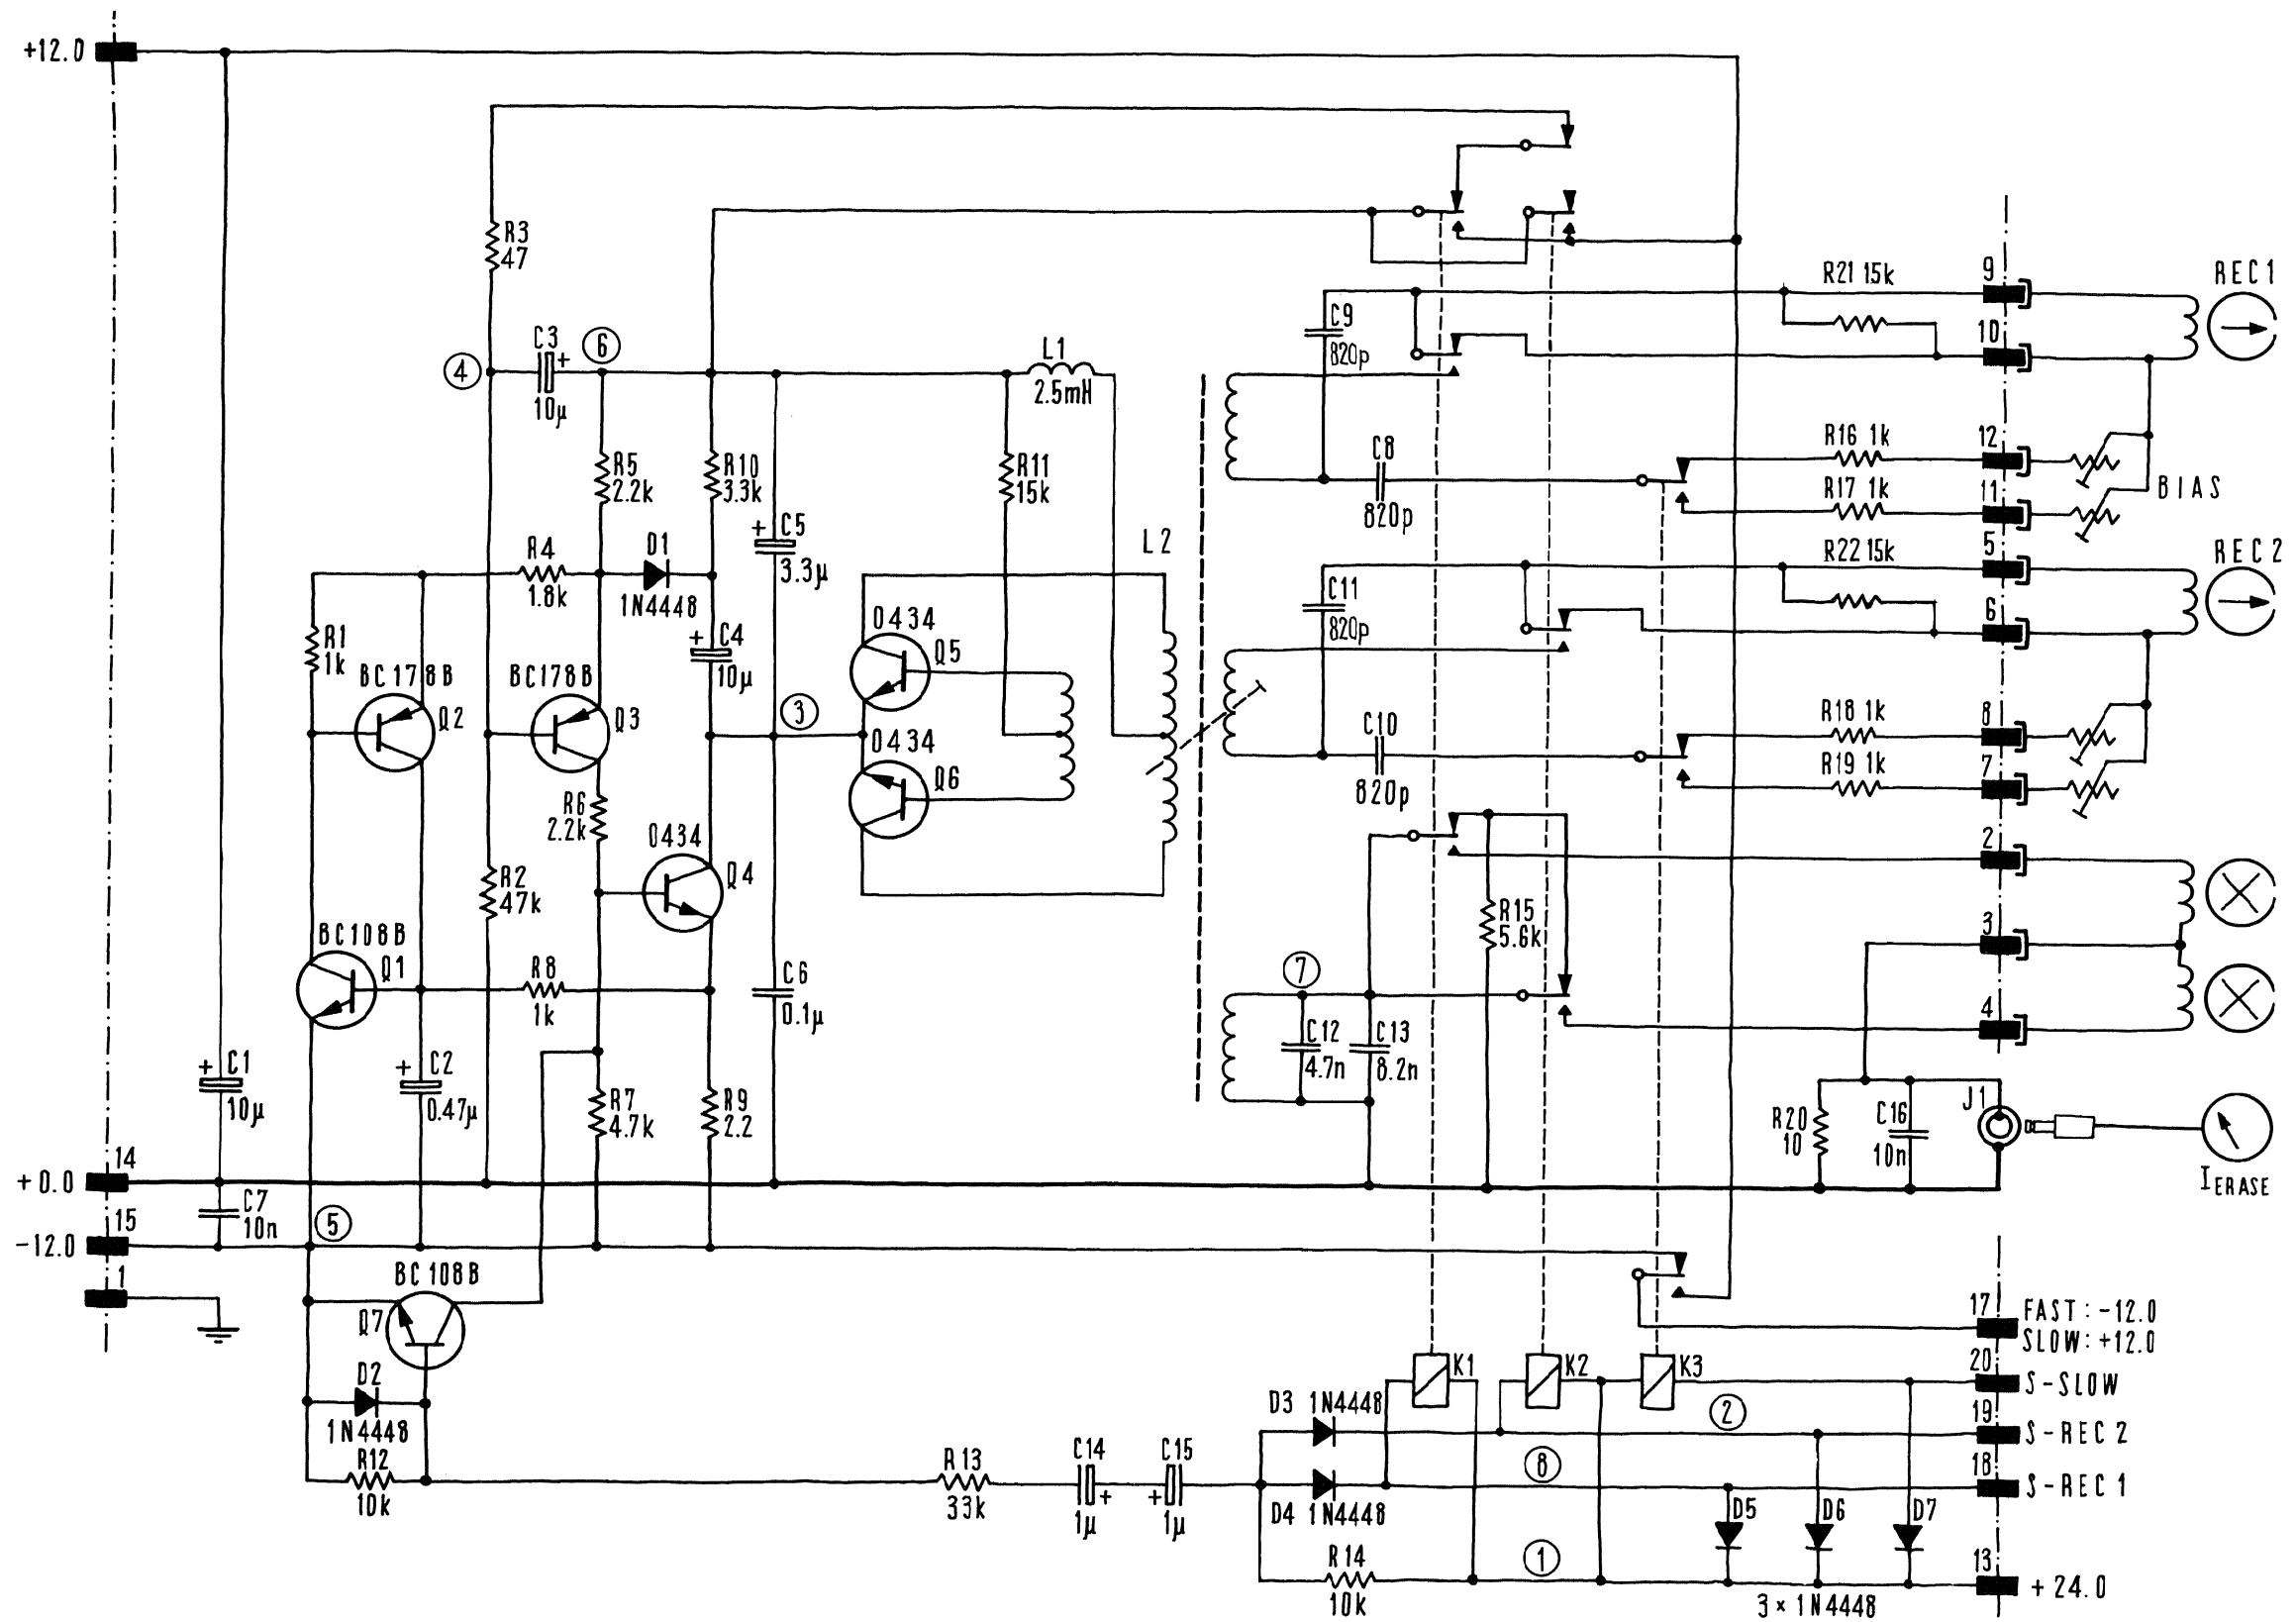 +12.0
R3
47
C3
+
10μ
4
6
L1
2.5mH
R5
2.2k
R10
3.3k
R11
15k
+
C5
3.3μ
R4
1.8k
D1
1N4448
R1
1k
BC178B
Q2
BC178B
Q3
+
C4
10μ
3
0434
Q5
0434
Q6
L2
R6
2.2k
0434
Q4
R2
47k
BC108B
Q1
R8
1k
C6
0.1μ
+
C1
10μ
+
C2
0.47μ
R7
4.7k
R9
2.2
C9
820p
C8
820p
C11
820p
C10
820p
R21 15k
9
REC1
10
R16 1k
12
R17 1k
11
BIAS
R22 15k
5
REC2
6
R18 1k
8
R19 1k
7
2
R15
5.6k
3
7
4
C12
4.7n
C13
8.2n
R20
10
C16
10n
J1
I ERASE
+0.0
14
C7
10n
15
-12.0
5
1
BC108B
Q7
D2
1N4448
R12
10k
R13
33k
C14
+
1μ
C15
+
1μ
D3 1N4448
D4 1N4448
K1
K2
K3
2
8
1
R14
10k
D5
D6
D7
3×1N4448
17
FAST: -12.0
SLOW: +12.0
20
S-SLOW
19
S-REC 2
18
S-REC 1
13
+24.0